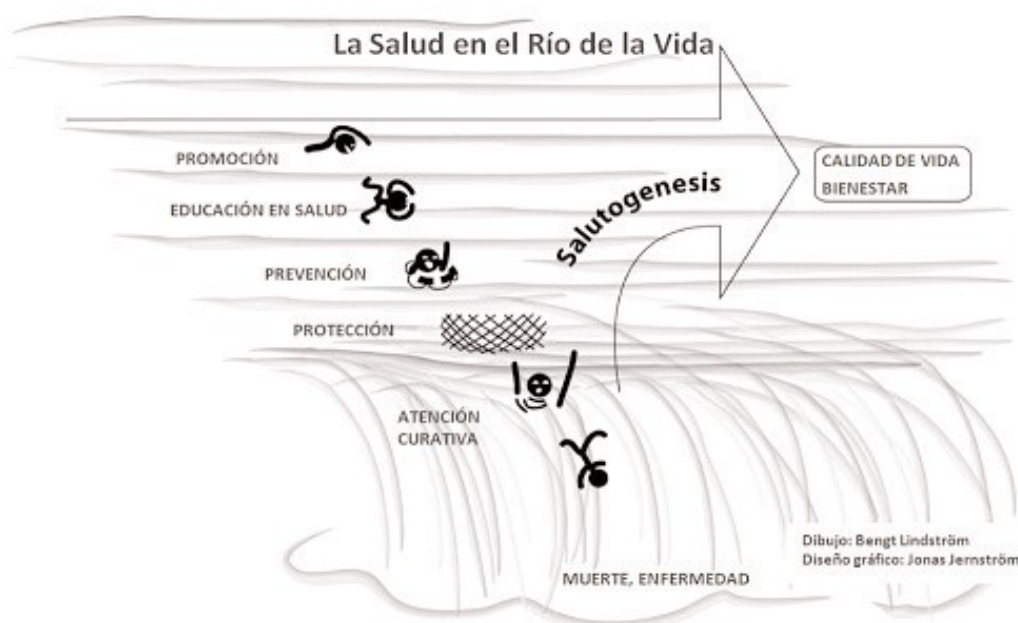 La Salud en el Río de la Vida
PROMOCIÓN
CALIDAD DE VIDA
BIENESTAR
EDUCACIÓN EN SALUD
Salutogenesis
PREVENCIÓN
PROTECCIÓN
ATENCIÓN
CURATIVA
Dibujo: Bengt Lindström
Diseño gráfico: Jonas Jernström
MUERTE, ENFERMEDAD